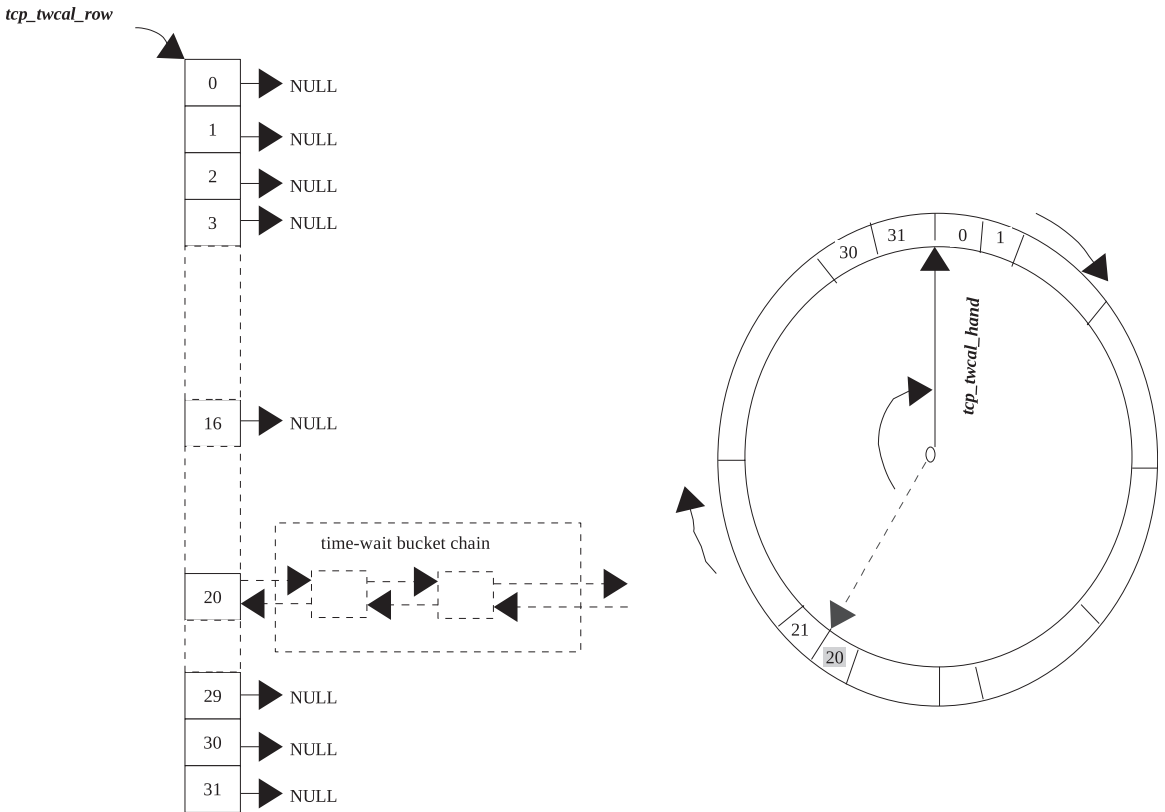 tcp_twcal_row
0 NULL
1 NULL
2 NULL
3 NULL
16 NULL
time-wait bucket chain
20
29 NULL
30 NULL
31 NULL
30 31 0 1
tcp_twcal_hand
0
21
20